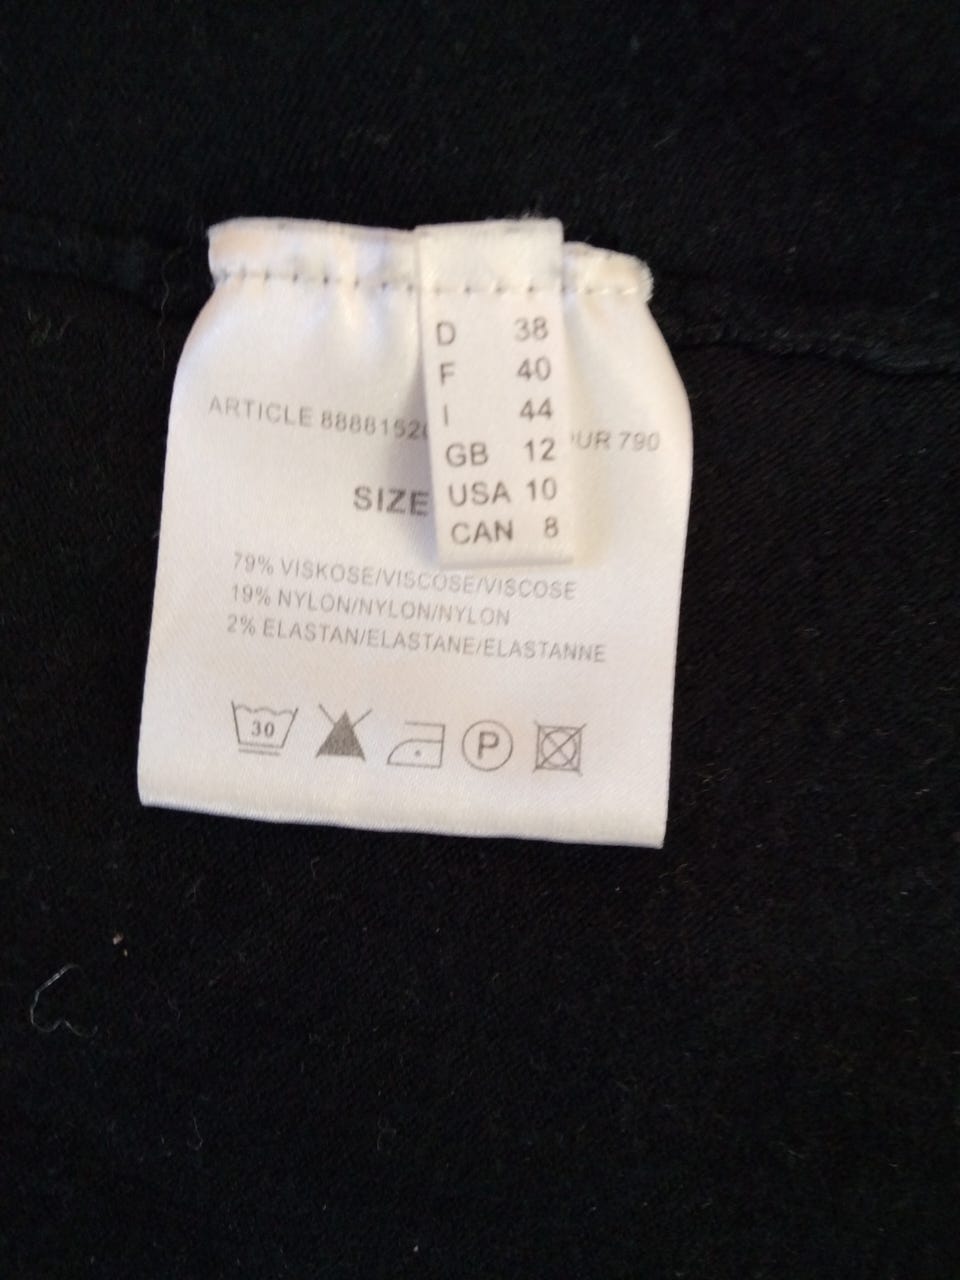 D 38
F 40
I 44
GB 12
USA 10
CAN 8
ARTICLE 790
SIZE
79% VISKOSE/VISCOSE/VISCOSE
19% NYLON/NYLON/NYLON
2% ELASTAN/ELASTANE/ELASTANNE
30
P